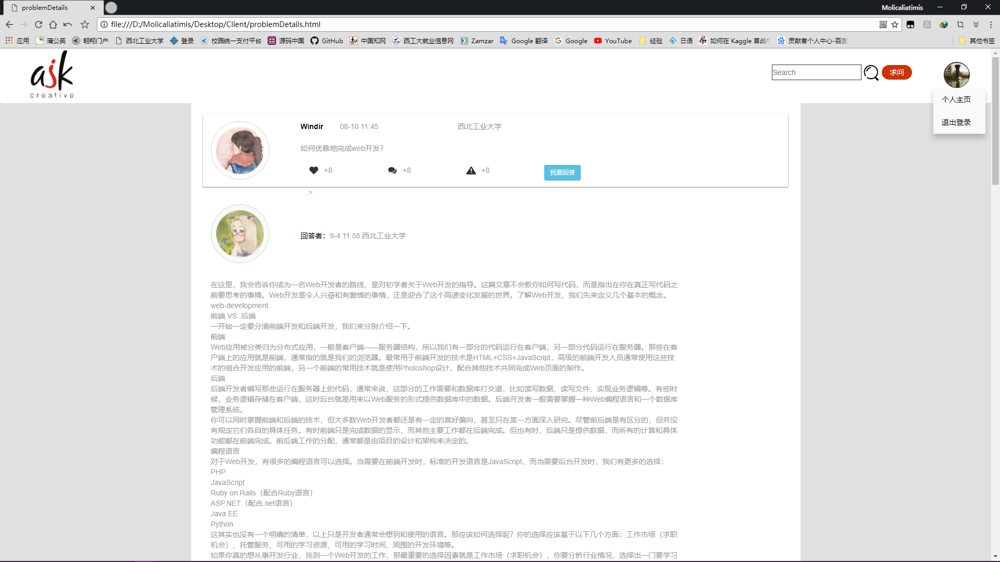 problemDetails
Molicaliatimis
file:///D:/Molicaliatimis/Desktop/Client/problemDetails.html
应用 蒲公英 翱翔门户 西北工业大学 登录 校园统一支付平台 源码中国 GitHub 中国知网 西工大就业信息网 Zamzar Google 翻译 Google YouTube 经验 日语 如何在 Kaggle 首战中 贡献者个人中心-百度 其他书签
ask
creative
Search
求问
个人主页
退出登录
Windir 08-10 11:45 西北工业大学
如何优雅地完成web开发？
+8 +8 +8 我要回答
>
回答者：9-4 11:58 西北工业大学
在这里，我会告诉你成为一名Web开发者的路线，是对初学者关于Web开发的指导。这篇文章不会教你如何写代码，而是指出在你在真正写代码之
前要思考的事情。Web开发是令人兴奋和有激情的事情，正是迎合了这个高速变化发展的世界。了解Web开发，我们先来定义几个基本的概念。
web-development
前端 VS. 后端
一开始一定要分清前端开发和后端开发，我们来分别介绍一下。
前端
Web应用被分类归为分布式应用，一般是客户端——服务器结构，所以我们有一部分的代码运行在客户端，另一部分代码运行在服务器。那些在客
户端上的应用就是前端，通常指的就是我们的浏览器。最常用于前端开发的技术是HTML+CSS+JavaScript，高级的前端开发人员通常使用这些技
术的组合开发应用的前端，另一个前端的常用技术就是使用Photoshop设计，配合其他技术共同完成Web页面的制作。
后端
后端开发者编写那些运行在服务器上的代码，通常来说，这部分的工作需要和数据库打交道，比如读写数据、读写文件、实现业务逻辑等。有些时
候，业务逻辑存储在客户端，这时后台就是用来以Web服务的形式提供数据库中的数据。后端开发者一般需要掌握一种Web编程语言和一个数据库
管理系统。
你可以同时掌握前端和后端的技术，但大多数Web开发者都还是有一定的喜好偏向，甚至只在某一方面深入研究。尽管前后端是有区分的，但并没
有规定它们各自的具体任务。有时前端只是完成数据的显示，而其他主要工作都在后端完成。但也有时，后端只是提供数据，而所有的计算和具体
功能都在前端完成。前后端工作的分配，通常都是由项目的设计和架构来决定的。
编程语言
对于Web开发，有很多的编程语言可以选择。当需要在前端开发时，标准的开发语言是JavaScript，而当需要后台开发时，我们有更多的选择：
PHP
JavaScript
Ruby on Rails（配合Ruby语言）
ASP.NET（配合.net语言）
Java EE
Python
这其实也没有一个明确的清单，以上只是开发者通常会想到和使用的语言。那应该如何选择呢？你的选择应该基于以下几个方面：工作市场（求职
机会）、托管服务、可用的学习资源、可用的学习时间、周围的开发环境等。
如果你真的想从事开发行业，找到一个Web开发的工作，那最重要的选择因素就是工作市场（求职机会），你要分析行业情况，选择出一门要学习